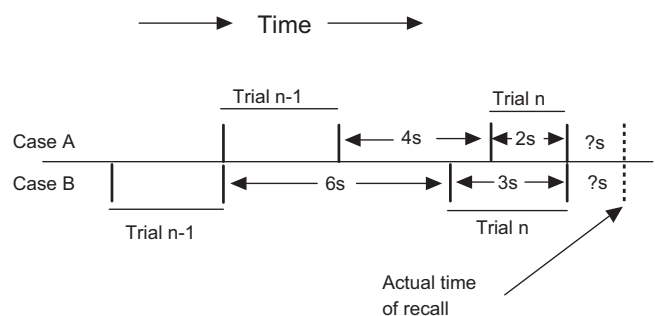 Time
Trial n-1
Trial n
Case A
4s
2s
?s
Case B
6s
3s
?s
Trial n-1
Trial n
Actual time
of recall